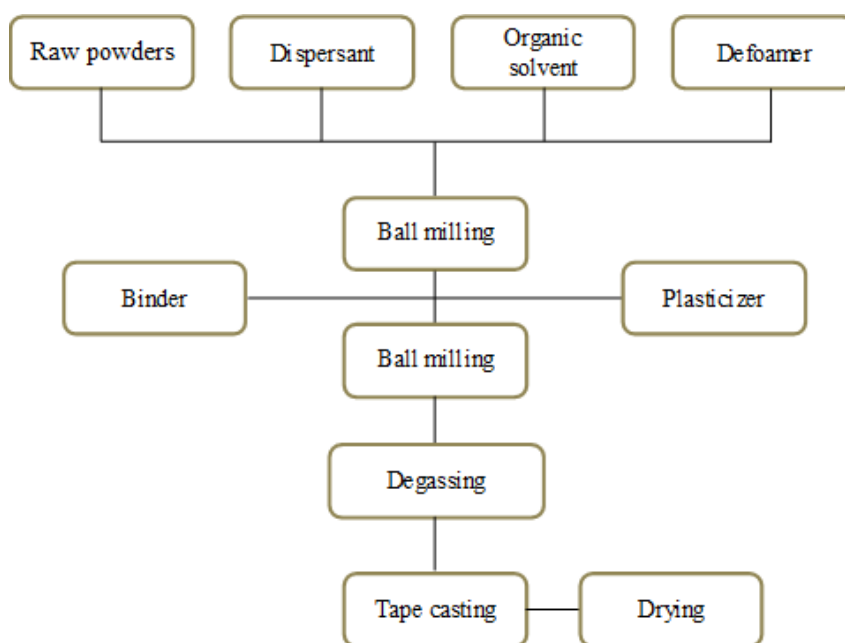 Raw powders
Dispersant
Organic
solvent
Defoamer
Ball milling
Binder
Plasticizer
Ball milling
Degassing
Tape casting
Drying